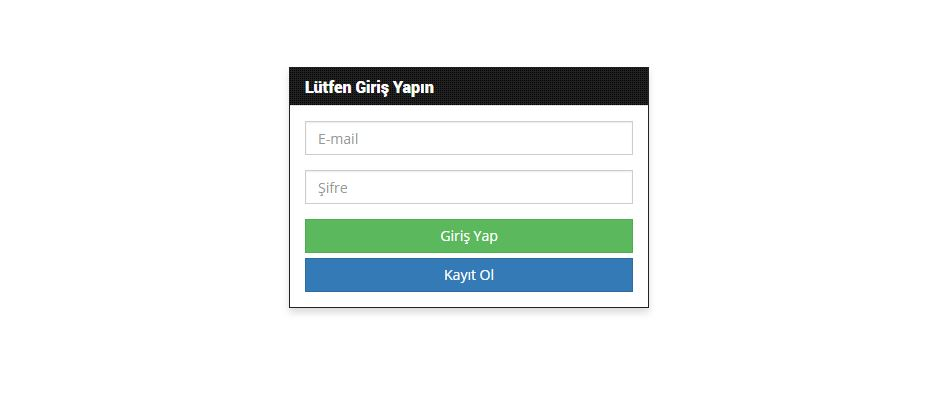 Lütfen Giriş Yapın
E-mail
Şifre
Giriş Yap
Kayıt Ol